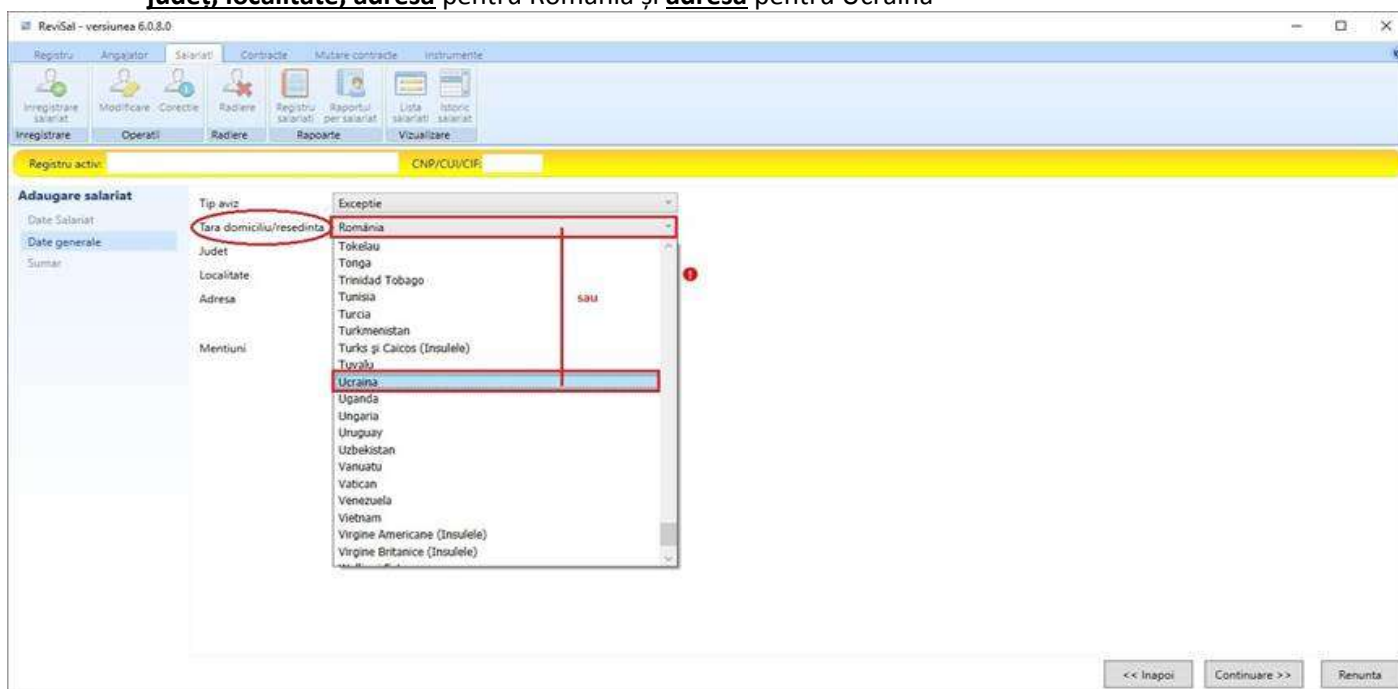 județ, localitate, adresa pentru România și adresa pentru Ucraina
ReviSal - versiunea 6.0.8.0
Registru Angajator Salariati Contracte Mutare contracte Instrumente
Inregistrare salariat Modificare Corectie Radiere Registru salariati Raportul per salariat Lista salariati Istoric salariat
Inregistrare Operatii Radiere Rapoarte Vizualizare
Registru activ: CNP/CUI/CIF:
Adaugare salariat
Date Salariat
Date generale
Sumar
Tip aviz Exceptie
Tara domiciliu/resedinta România
Judet
Localitate
Adresa
Mentiuni
Tokelau
Tonga
Trinidad Tobago
Tunisia
sau
Turcia
Turkmenistan
Turks și Caicos (Insulele)
Tuvalu
Ucraina
Uganda
Ungaria
Uruguay
Uzbekistan
Vanuatu
Vatican
Venezuela
Vietnam
Virgine Americane (Insulele)
Virgine Britanice (Insulele)
<< Inapoi Continuare >> Renunta